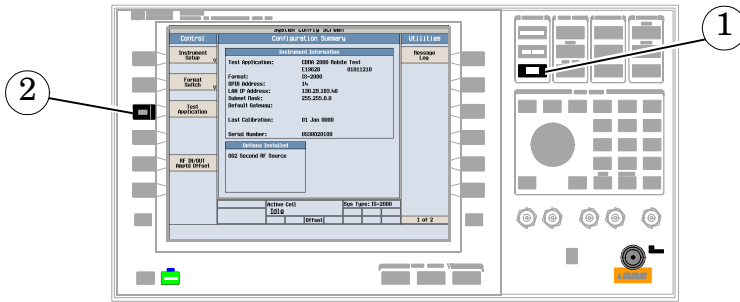 System Config Screen
Control
Configuration Summary
Utilities
Instrument
Setup
Format
Switch
Test
Application
RF IN/OUT
Amptd Offset
Message
Log
Instrument Information
Test Application: CDMA 2000 Mobile Test
E1962B 01011210
Format: IS-2000
GPIB Address: 14
LAN IP Address: 130.29.103.40
Subnet Mask: 255.255.0.0
Default Gateway:
Last Calibration: 01 Jan 0000
Serial Number: US38020103
Options Installed
002 Second RF Source
Active Cell
Sys Type: IS-2000
Idle
Offset
1 of 2
1
2